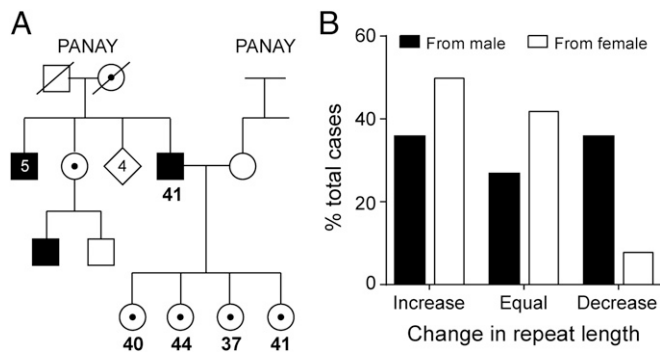 A
PANAY
PANAY
5
4
41
40
44
37
41
B
60
From male
From female
40
20
0
% total cases
Increase
Equal
Decrease
Change in repeat length